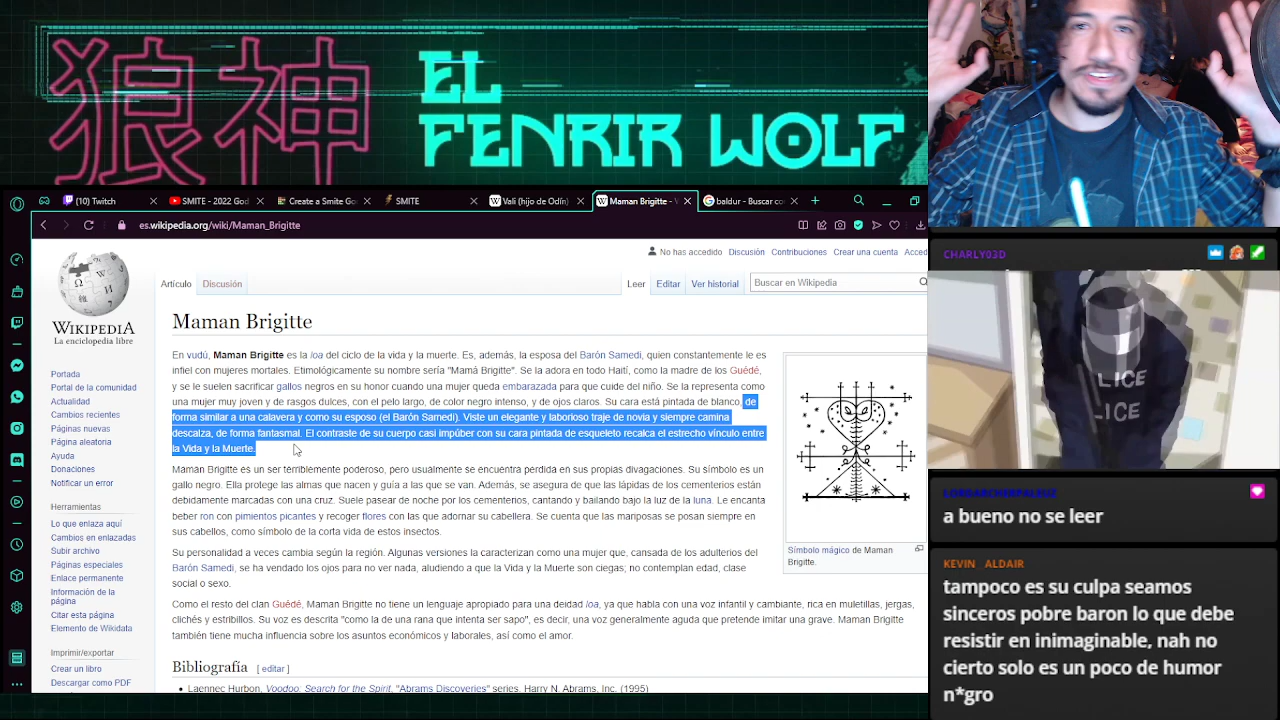 狼神
EL
FENRIR WOLF
(10) Twitch
SMITE - 2022 God
Create a Smite Go
SMITE
Vali (hijo de Odín)
Maman Brigitte -
baldur - Buscar co
es.wikipedia.org/wiki/Maman_Brigitte
No has accedido Discusión Contribuciones Crear una cuenta Acced
WIKIPEDIA
La enciclopedia libre
Artículo Discusión
Leer Editar Ver historial
Buscar en Wikipedia
Portada
Portal de la comunidad
Actualidad
Cambios recientes
Páginas nuevas
Página aleatoria
Ayuda
Donaciones
Notificar un error
Herramientas
Lo que enlaza aquí
Cambios en enlazadas
Subir archivo
Páginas especiales
Enlace permanente
Información de la
página
Citar esta página
Elemento de Wikidata
Imprimir/exportar
Crear un libro
Descargar como PDF
Maman Brigitte
En vudú, Maman Brigitte es la loa del ciclo de la vida y la muerte. Es, además, la esposa del Barón Samedi, quien constantemente le es
infiel con mujeres mortales. Etimológicamente su nombre sería "Mamá Brigitte". Se la adora en todo Haití, como la madre de los Guédé,
y se le suelen sacrificar gallos negros en su honor cuando una mujer queda embarazada para que cuide del niño. Se la representa como
una mujer muy joven y de rasgos dulces, con el pelo largo, de color negro intenso, y de ojos claros. Su cara está pintada de blanco, de
forma similar a una calavera y como su esposo (el Barón Samedi). Viste un elegante y laborioso traje de novia y siempre camina
descalza, de forma fantasmal. El contraste de su cuerpo casi impúber con su cara pintada de esqueleto recalca el estrecho vínculo entre
la Vida y la Muerte.
Maman Brigitte es un ser terriblemente poderoso, pero usualmente se encuentra perdida en sus propias divagaciones. Su símbolo es un
gallo negro. Ella protege las almas que nacen y guía a las que se van. Además, se asegura de que las lápidas de los cementerios están
debidamente marcadas con una cruz. Suele pasear de noche por los cementerios, cantando y bailando bajo la luz de la luna. Le encanta
beber ron con pimientos picantes y recoger flores con las que adornar su cabellera. Se cuenta que las mariposas se posan siempre en
sus cabellos, como símbolo de la corta vida de estos insectos.
Su personalidad a veces cambia según la región. Algunas versiones la caracterizan como una mujer que, cansada de los adulterios del
Barón Samedi, se ha vendado los ojos para no ver nada, aludiendo a que la Vida y la Muerte son ciegas; no contemplan edad, clase
social o sexo.
Como el resto del clan Guédé, Maman Brigitte no tiene un lenguaje apropiado para una deidad loa, ya que habla con una voz infantil y cambiante, rica en muletillas, jergas,
clichés y estribillos. Su voz es descrita "como la de una rana que intenta ser sapo", es decir, una voz generalmente aguda que pretende imitar una grave. Maman Brigitte
también tiene mucha influencia sobre los asuntos económicos y laborales, así como el amor.
Bibliografía [ editar ]
Laennec Hurbon, Voodoo: Search for the Spirit, "Abrams Discoveries" series. Harry N. Abrams, Inc. (1995)
Símbolo mágico de Maman
Brigitte.
CHARLY03D
LICE
LICE
a bueno no se leer
KEVIN ALDAIR
tampoco es su culpa seamos
sinceros pobre baron lo que debe
resistir en inimaginable, nah no
cierto solo es un poco de humor
n*gro